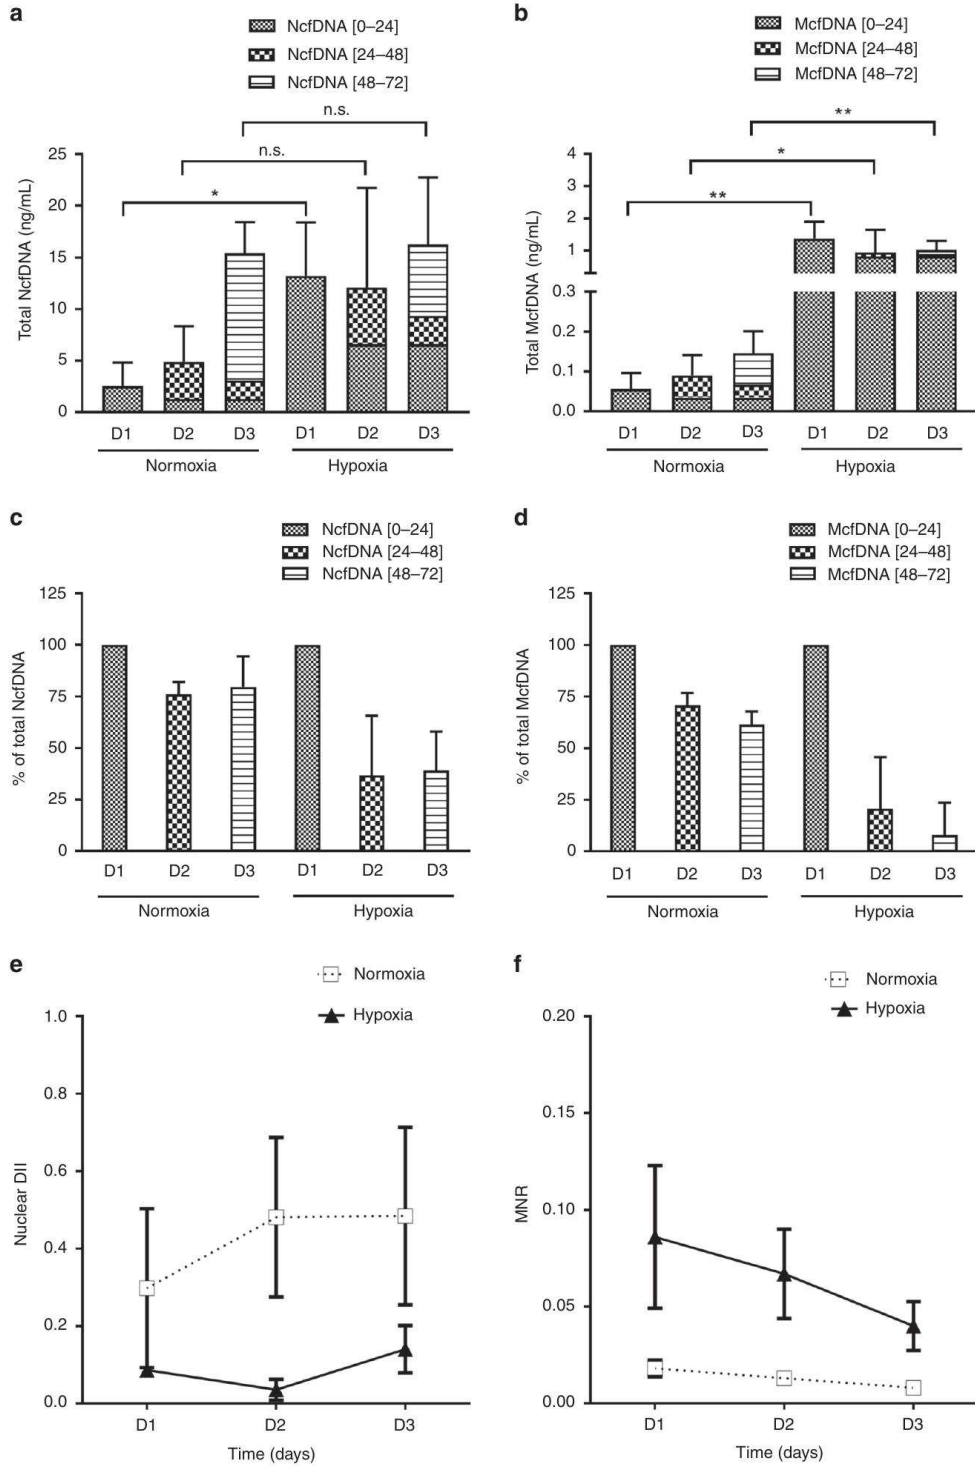 a
NcfDNA [0–24]
NcfDNA [24–48]
NcfDNA [48–72]
n.s.
n.s.
*
Total NcfDNA (ng/mL)
25
20
15
10
5
0
D1 D2 D3 D1 D2 D3
Normoxia Hypoxia
b
McfDNA [0–24]
McfDNA [24–48]
McfDNA [48–72]
**
*
**
Total McfDNA (ng/mL)
4
3
2
1
0.3
0.2
0.1
0.0
D1 D2 D3 D1 D2 D3
Normoxia Hypoxia
c
NcfDNA [0–24]
NcfDNA [24–48]
NcfDNA [48–72]
% of total NcfDNA
125
100
75
50
25
0
D1 D2 D3 D1 D2 D3
Normoxia Hypoxia
d
McfDNA [0–24]
McfDNA [24–48]
McfDNA [48–72]
% of total McfDNA
125
100
75
50
25
0
D1 D2 D3 D1 D2 D3
Normoxia Hypoxia
e
Normoxia
Hypoxia
Nuclear DII
1.0
0.8
0.6
0.4
0.2
0.0
D1 D2 D3
Time (days)
f
Normoxia
Hypoxia
MNR
0.20
0.15
0.10
0.05
0.00
D1 D2 D3
Time (days)